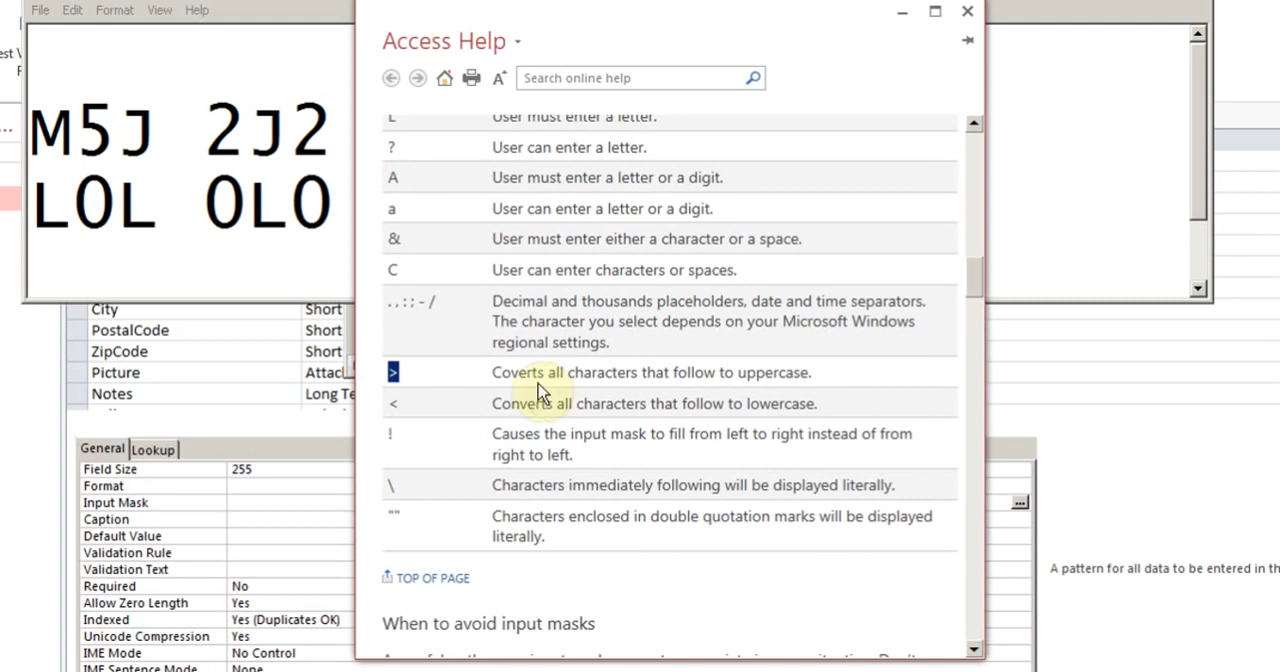 File Edit Format View Help
M5J 2J2
L0L 0L0
Access Help
Search online help
L User must enter a letter.
? User can enter a letter.
A User must enter a letter or a digit.
a User can enter a letter or a digit.
& User must enter either a character or a space.
C User can enter characters or spaces.
. , : ; - / Decimal and thousands placeholders, date and time separators.
The character you select depends on your Microsoft Windows
regional settings.
> Coverts all characters that follow to uppercase.
< Converts all characters that follow to lowercase.
! Causes the input mask to fill from left to right instead of from
right to left.
\ Characters immediately following will be displayed literally.
"" Characters enclosed in double quotation marks will be displayed
literally.
TOP OF PAGE
When to avoid input masks
City Short
PostalCode Short
ZipCode Short
Picture Attac
Notes Long Te
General Lookup
Field Size 255
Format
Input Mask
Caption
Default Value
Validation Rule
Validation Text
Required No
Allow Zero Length Yes
Indexed Yes (Duplicates OK)
Unicode Compression Yes
IME Mode No Control
IME Sentence Mode None
A pattern for all data to be entered in th